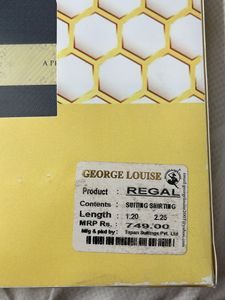 A P
GEORGE LOUISE
Product : REGAL
Contents : SUITING SHIRTING
Length : 1.20 2.25
MRP Rs. : 749.00
Mfg & pkd by : Tapan Suitings Pvt. Ltd